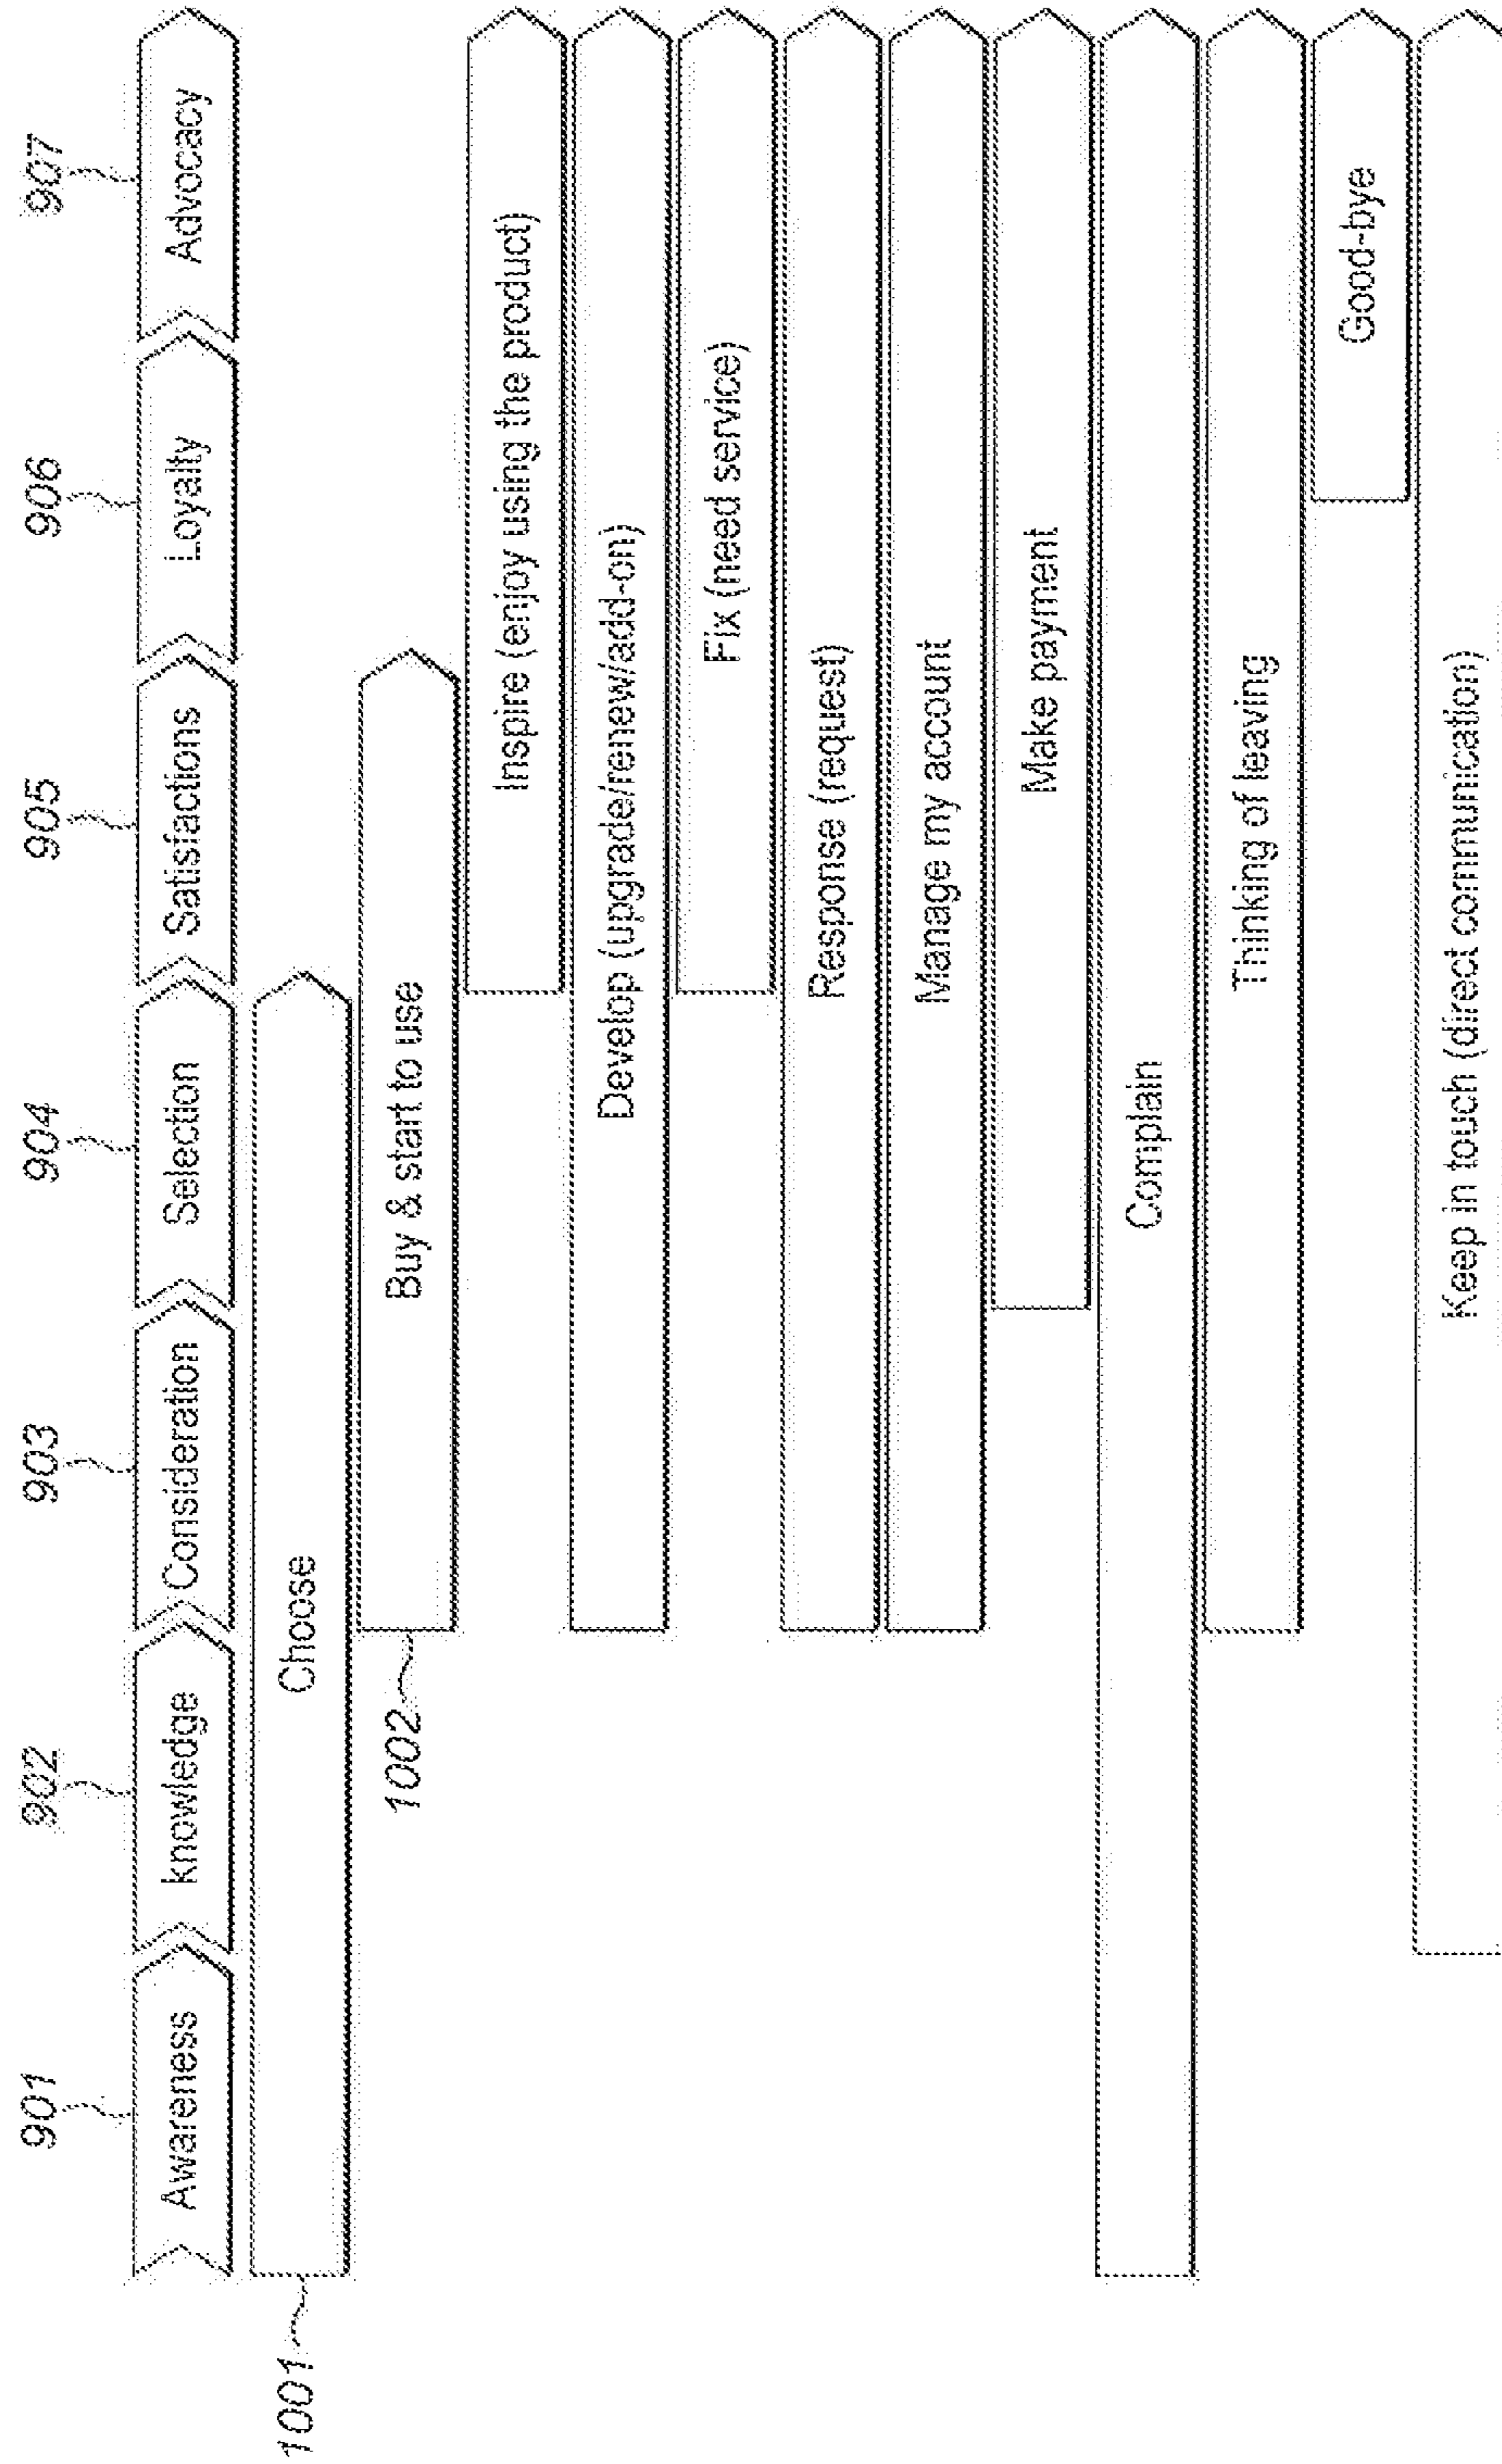 901
902
903
904
905
906
907
Awareness
knowledge
Consideration
Selection
Satisfactions
Loyalty
Advocacy
1001
Choose
1002
Buy & start to use
Inspire (enjoy using the product)
Develop (upgrade/renew/add-on)
Fix (need service)
Response (request)
Manage my account
Make payment
Complain
Thinking of leaving
Good-bye
Keep in touch (direct communication)